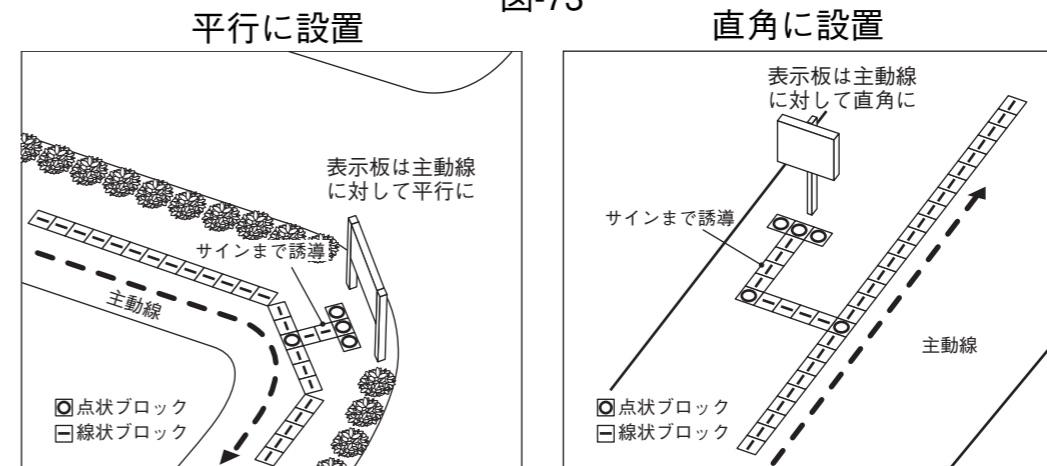 図-73
平行に設置
直角に設置
表示板は主動線
に対して平行に
サインまで誘導
主動線
点状ブロック
線状ブロック
表示板は主動線
に対して直角に
サインまで誘導
主動線
点状ブロック
線状ブロック